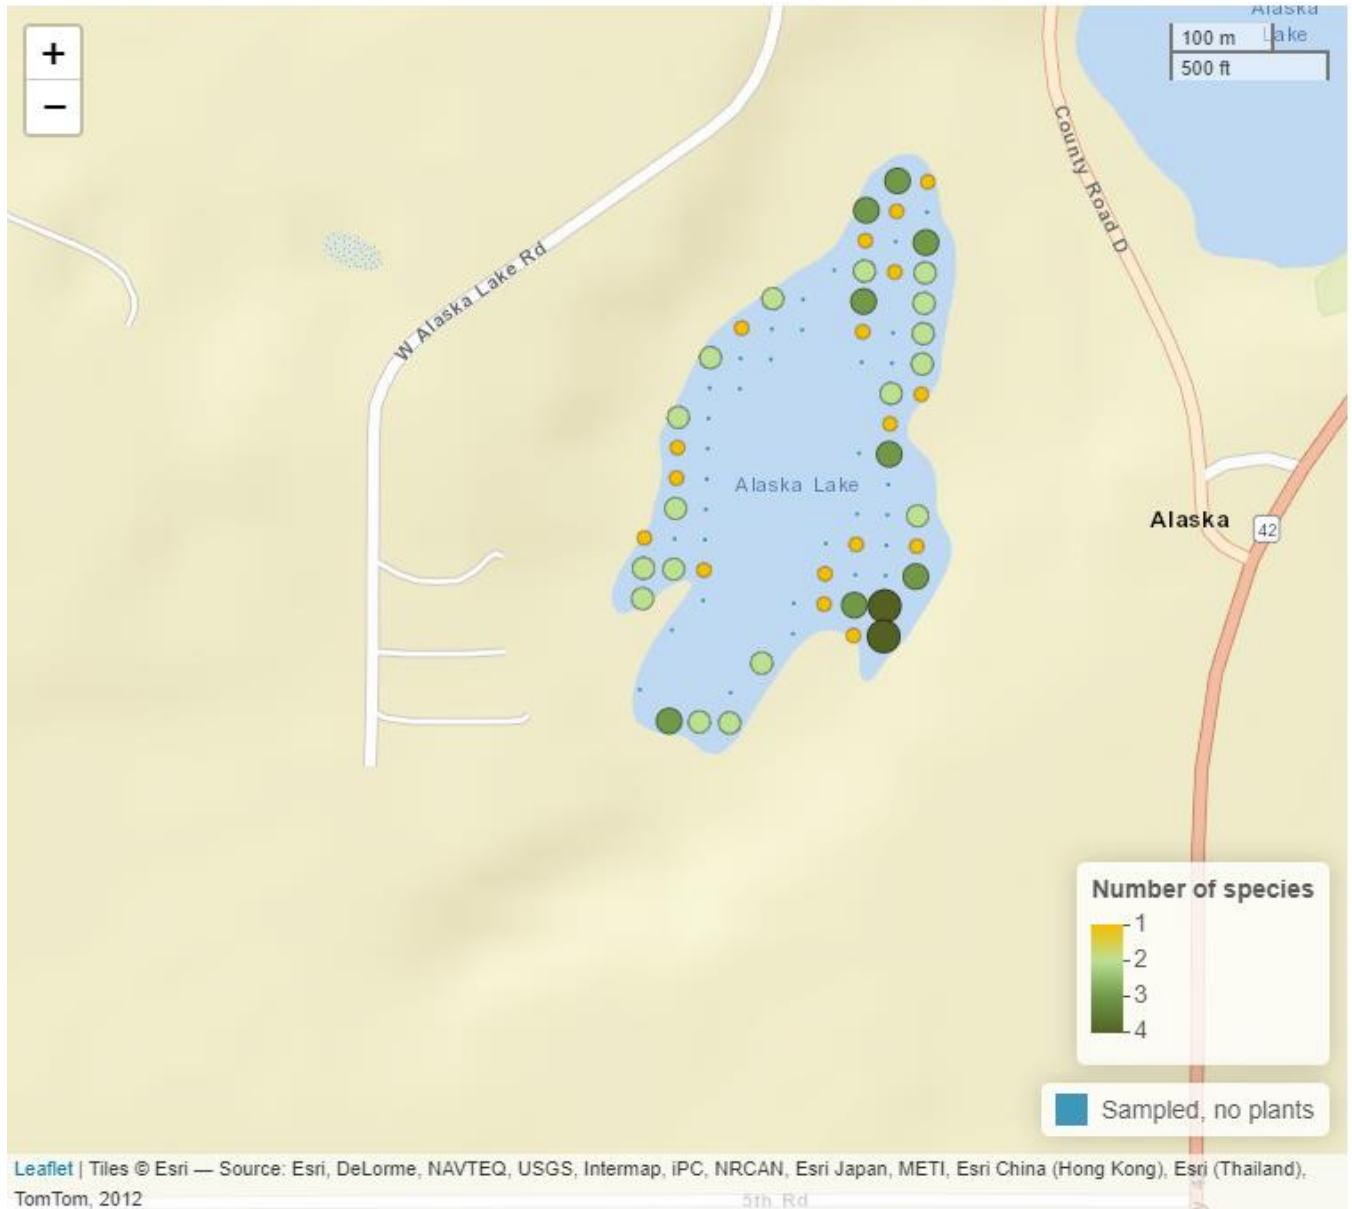 +
−
Alaska
Lake
100 m
500 ft
County Road D
W Alaska Lake Rd
Alaska Lake
Alaska
42
Number of species
1
2
3
4
Sampled, no plants
Leaflet | Tiles © Esri — Source: Esri, DeLorme, NAVTEQ, USGS, Intermap, iPC, NRCAN, Esri Japan, METI, Esri China (Hong Kong), Esri (Thailand),
TomTom, 2012
5th Rd